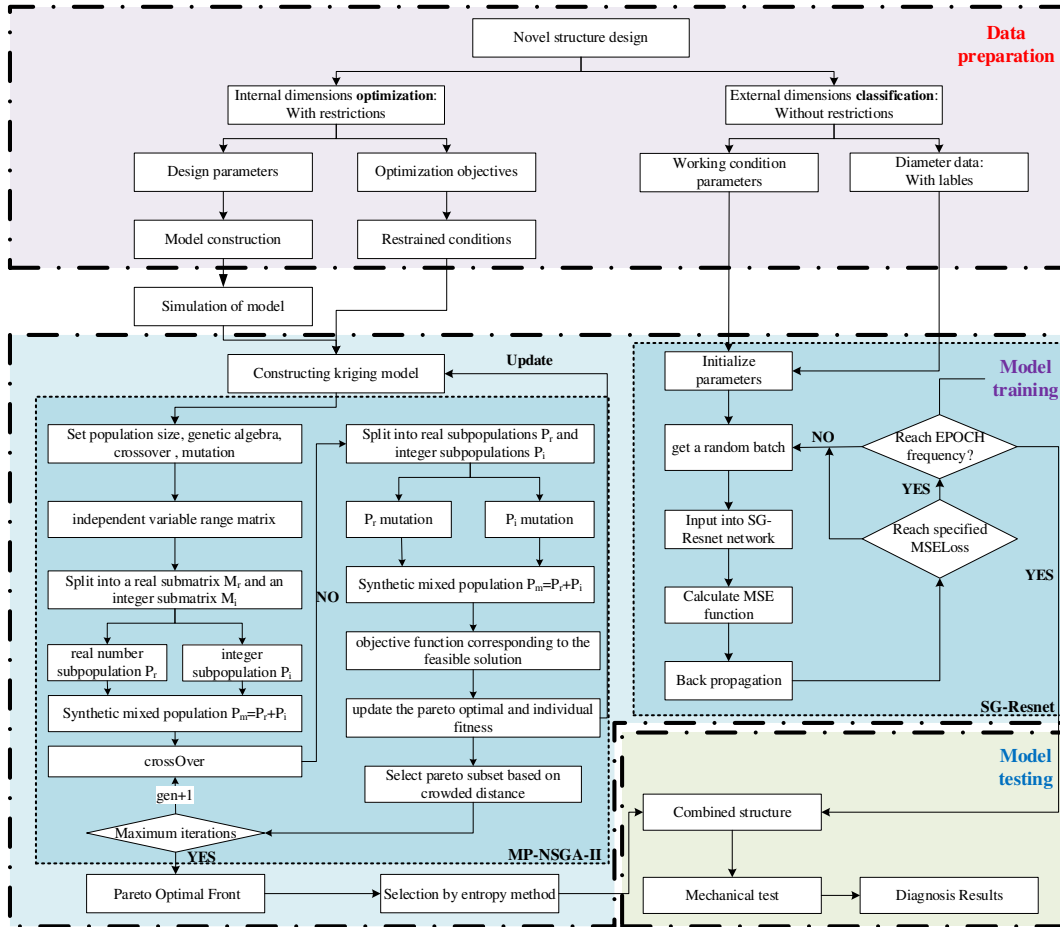 Novel structure design
Data
preparation
Internal dimensions optimization:
With restrictions
External dimensions classification:
Without restrictions
Design parameters
Optimization objectives
Working condition
parameters
Diameter data:
With lables
Model construction
Restrained conditions
Simulation of model
Constructing kriging model
Update
Initialize
parameters
Model
training
Set population size, genetic algebra,
crossover , mutation
Split into real subpopulations Pr and
integer subpopulations Pi
get a random batch
NO
Reach EPOCH
frequency?
YES
independent variable range matrix
Pr mutation
Pi mutation
Input into SG-
Resnet network
Reach specified
MSELoss
YES
Split into a real submatrix Mr and an
integer submatrix Mi
NO
Synthetic mixed population Pm=Pr+Pi
Calculate MSE
function
real number
subpopulation Pr
integer
subpopulation Pi
objective function corresponding to the
feasible solution
Back propagation
Synthetic mixed population Pm=Pr+Pi
update the pareto optimal and individual
fitness
SG-Resnet
crossOver
Select pareto subset based on
crowded distance
Model
testing
gen+1
Combined structure
Maximum iterations
YES
MP-NSGA-II
Pareto Optimal Front
Selection by entropy method
Mechanical test
Diagnosis Results